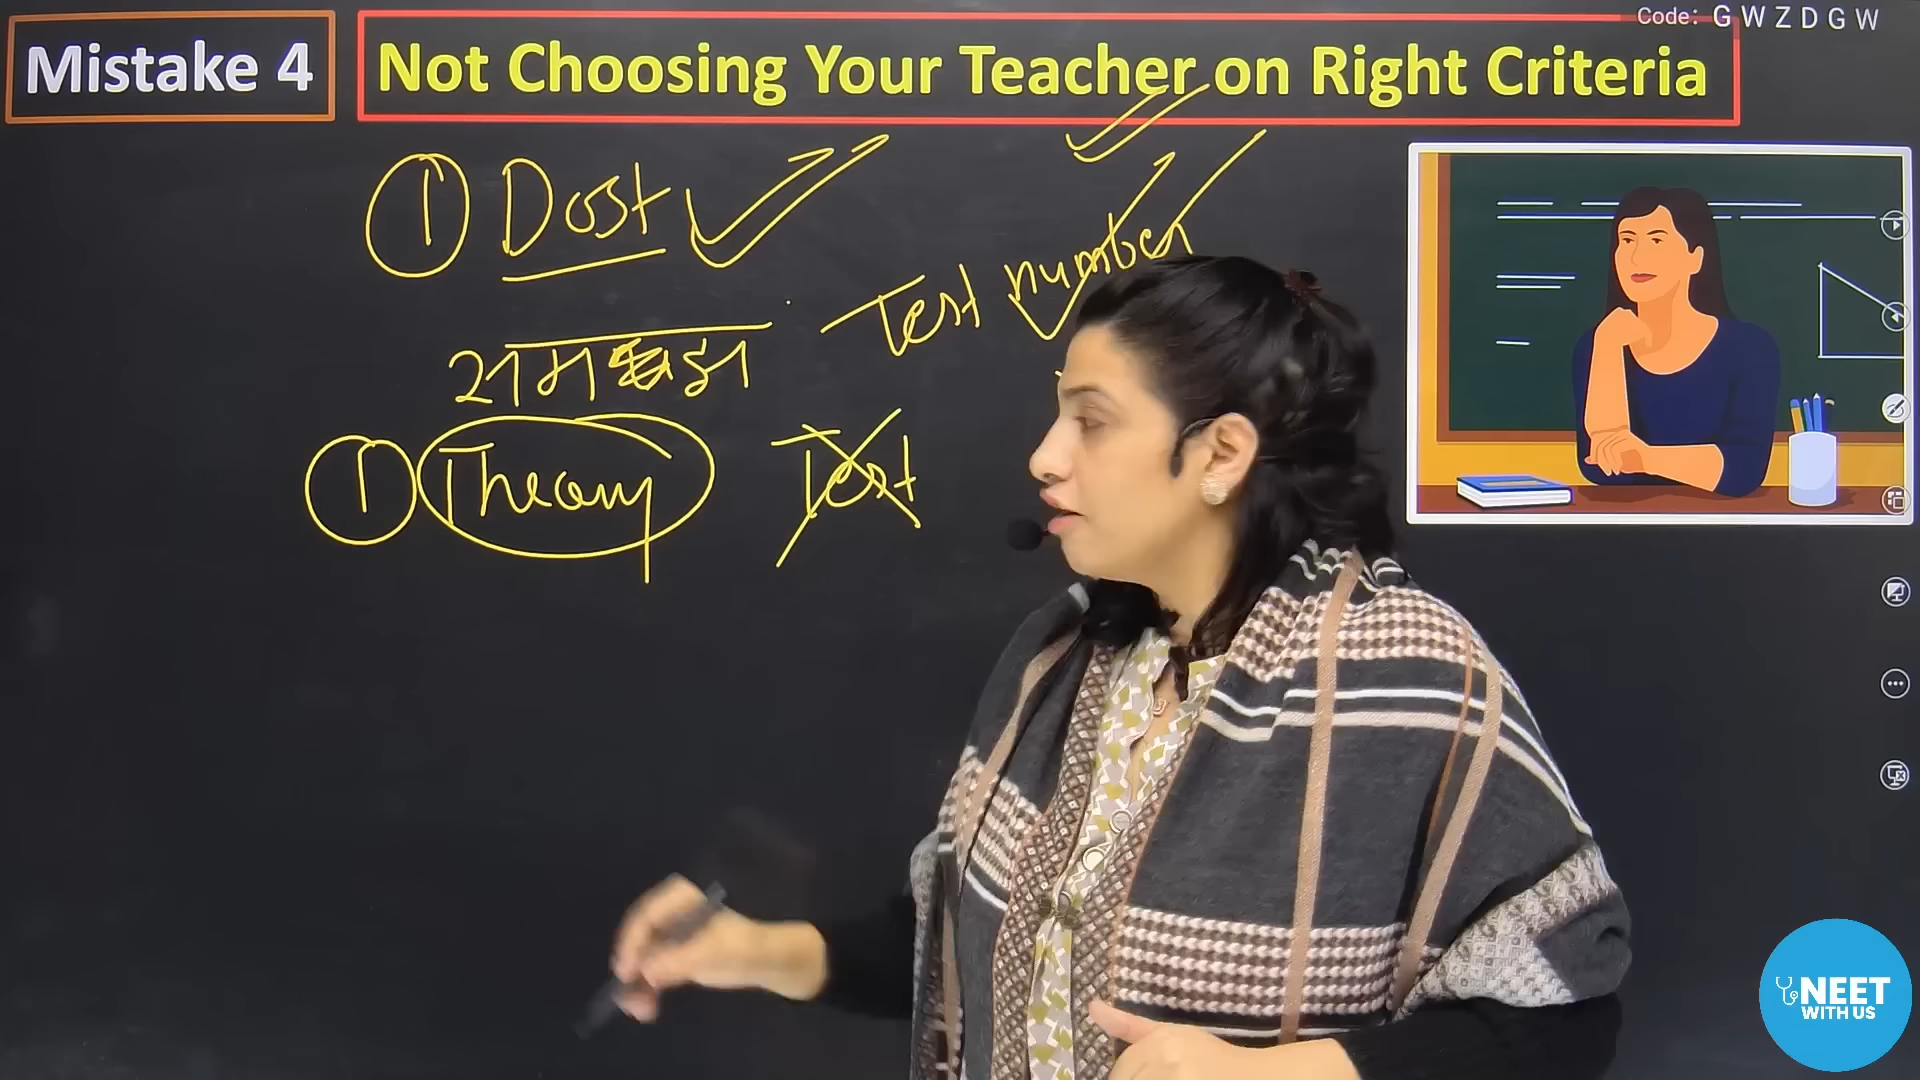 Code: GWZDGW
Mistake 4
Not Choosing Your Teacher on Right Criteria
1 Dost
Test number
1 Theory Test
NEET
WITH US